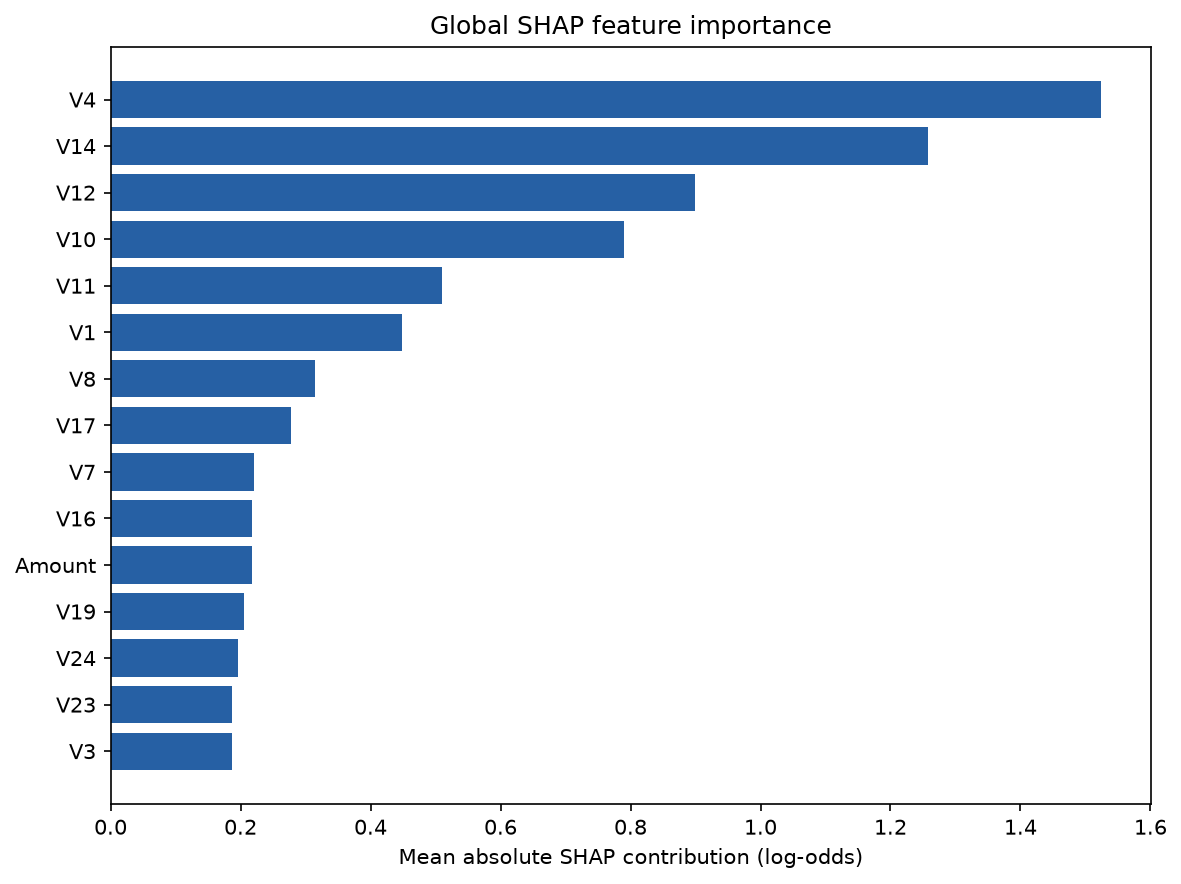 Global SHAP feature importance
V4
V14
V12
V10
V11
V1
V8
V17
V7
V16
Amount
V19
V24
V23
V3
0.0 0.2 0.4 0.6 0.8 1.0 1.2 1.4 1.6
Mean absolute SHAP contribution (log-odds)